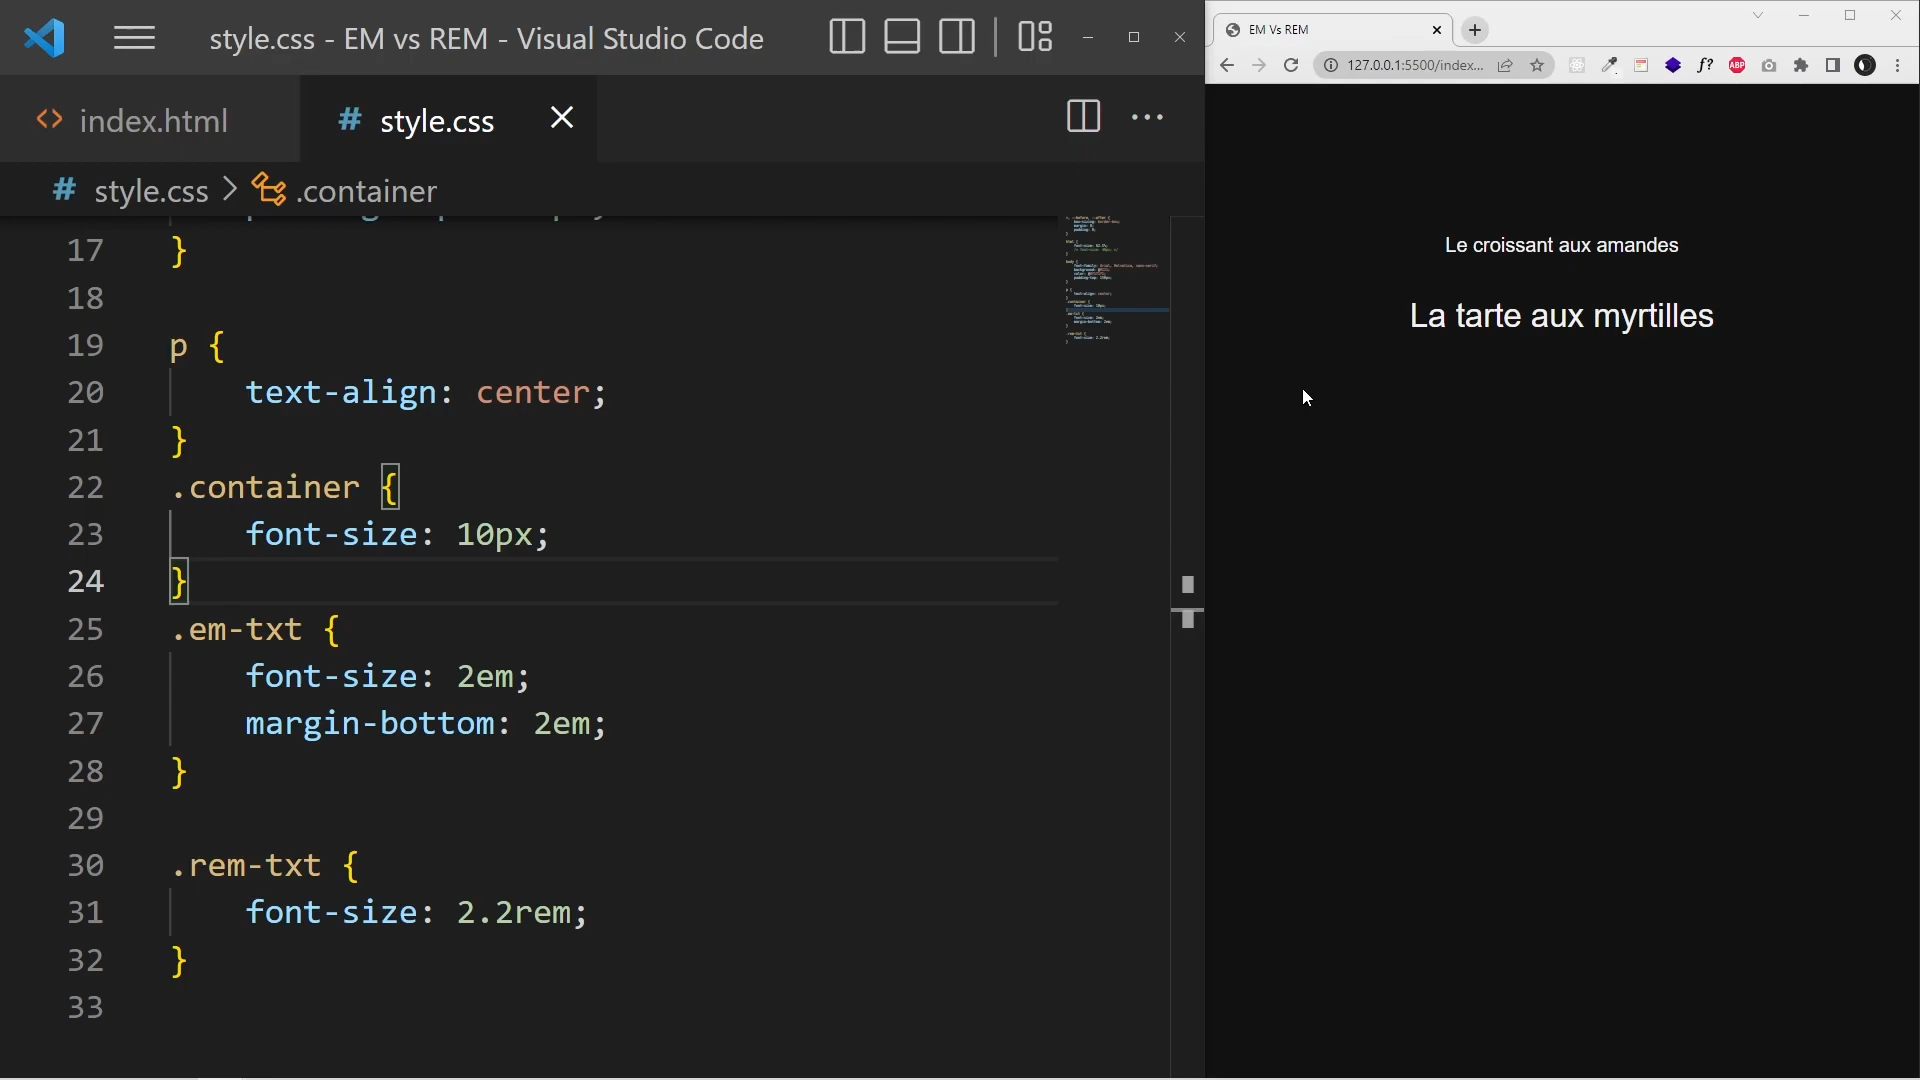 style.css - EM vs REM - Visual Studio Code
index.html
# style.css
# style.css > .container
17 }
18
19 p {
20 text-align: center;
21 }
22 .container {
23 font-size: 10px;
24 }
25 .em-txt {
26 font-size: 2em;
27 margin-bottom: 2em;
28 }
29
30 .rem-txt {
31 font-size: 2.2rem;
32 }
33
EM Vs REM
127.0.0.1:5500/index...
f?
ABP
Le croissant aux amandes
La tarte aux myrtilles